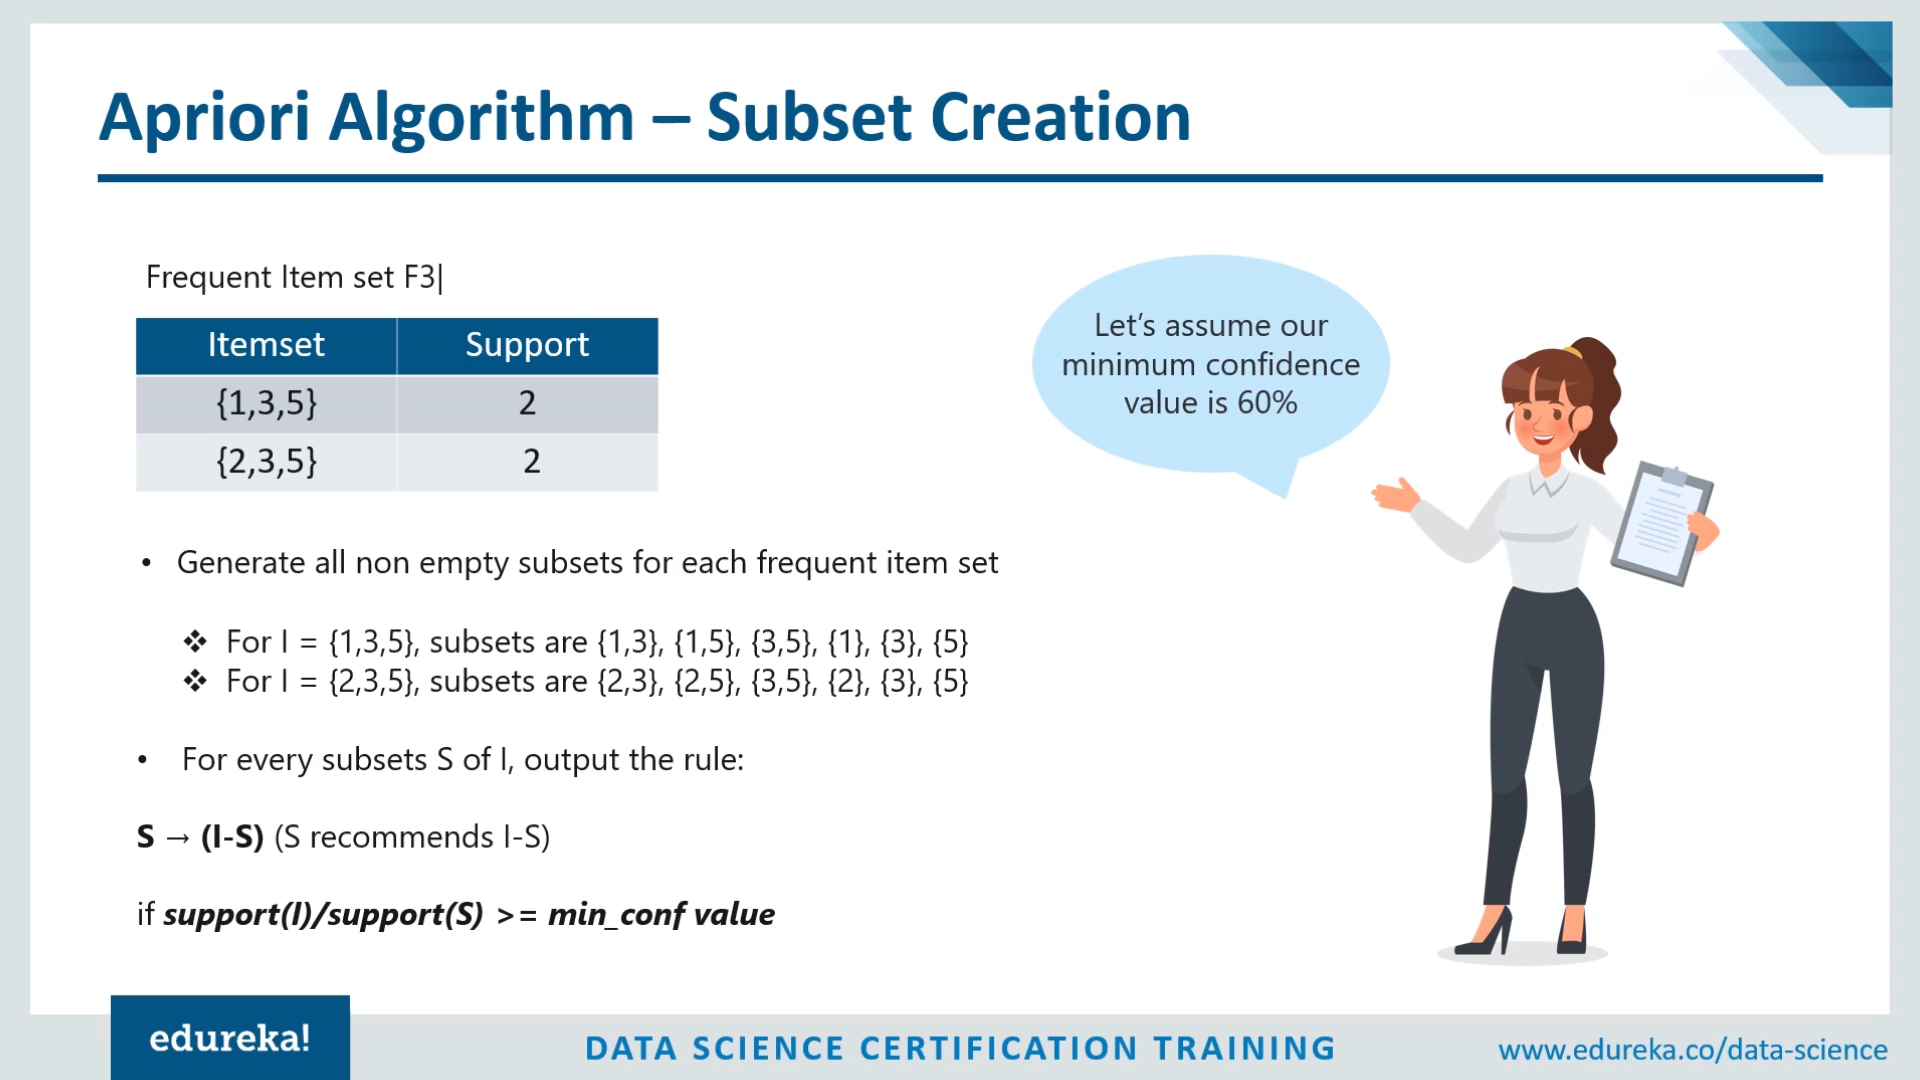 Apriori Algorithm – Subset Creation
Frequent Item set F3|
Itemset Support
{1,3,5} 2
{2,3,5} 2
Let's assume our
minimum confidence
value is 60%
• Generate all non empty subsets for each frequent item set
❖ For I = {1,3,5}, subsets are {1,3}, {1,5}, {3,5}, {1}, {3}, {5}
❖ For I = {2,3,5}, subsets are {2,3}, {2,5}, {3,5}, {2}, {3}, {5}
• For every subsets S of I, output the rule:
S → (I-S) (S recommends I-S)
if support(I)/support(S) >= min_conf value
edureka!
DATA SCIENCE CERTIFICATION TRAINING
www.edureka.co/data-science